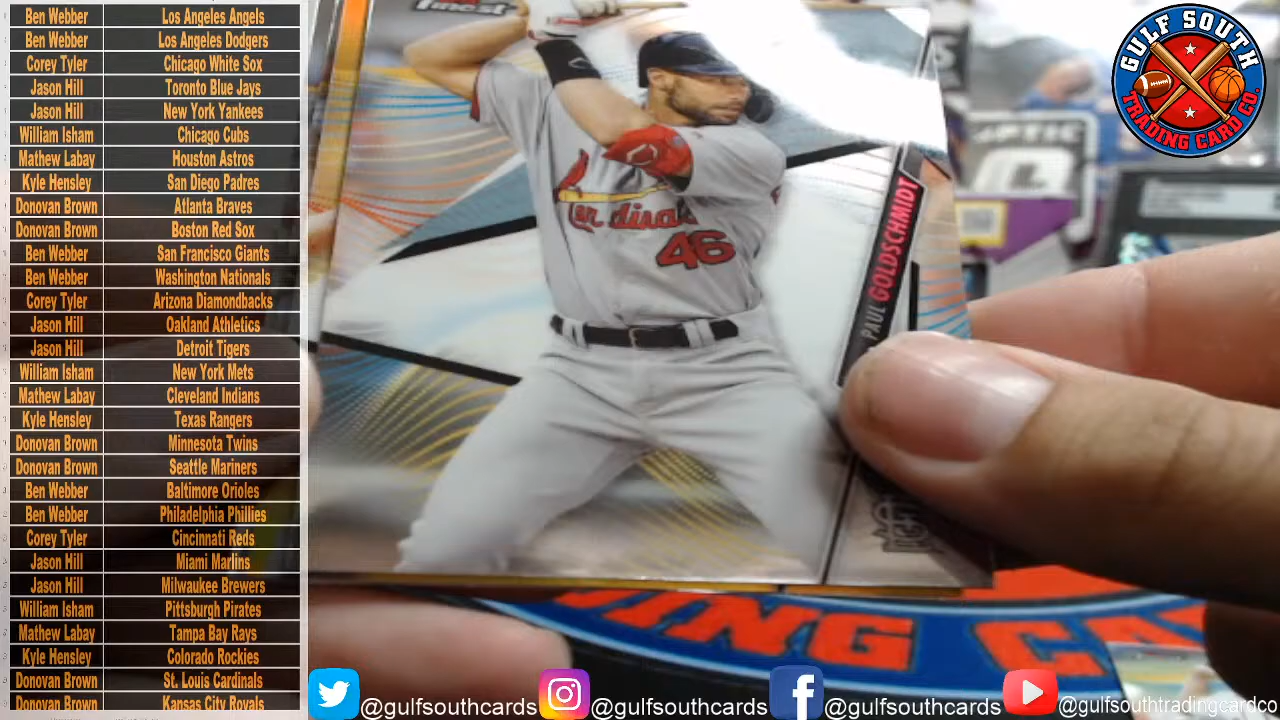 Ben Webber Los Angeles Angels
Ben Webber Los Angeles Dodgers
Corey Tyler Chicago White Sox
Jason Hill Toronto Blue Jays
Jason Hill New York Yankees
William Isham Chicago Cubs
Mathew Labay Houston Astros
Kyle Hensley San Diego Padres
Donovan Brown Atlanta Braves
Donovan Brown Boston Red Sox
Ben Webber San Francisco Giants
Ben Webber Washington Nationals
Corey Tyler Arizona Diamondbacks
Jason Hill Oakland Athletics
Jason Hill Detroit Tigers
William Isham New York Mets
Mathew Labay Cleveland Indians
Kyle Hensley Texas Rangers
Donovan Brown Minnesota Twins
Donovan Brown Seattle Mariners
Ben Webber Baltimore Orioles
Ben Webber Philadelphia Phillies
Corey Tyler Cincinnati Reds
Jason Hill Miami Marlins
Jason Hill Milwaukee Brewers
William Isham Pittsburgh Pirates
Mathew Labay Tampa Bay Rays
Kyle Hensley Colorado Rockies
Donovan Brown St. Louis Cardinals
Donovan Brown Kansas City Royals
Finest
Cardinals
46
PAUL GOLDSCHMIDT
GULF SOUTH
TRADING CARD CO.
@gulfsouthcards
@gulfsouthcards
@gulfsouthcards
@gulfsouthtradingcardco